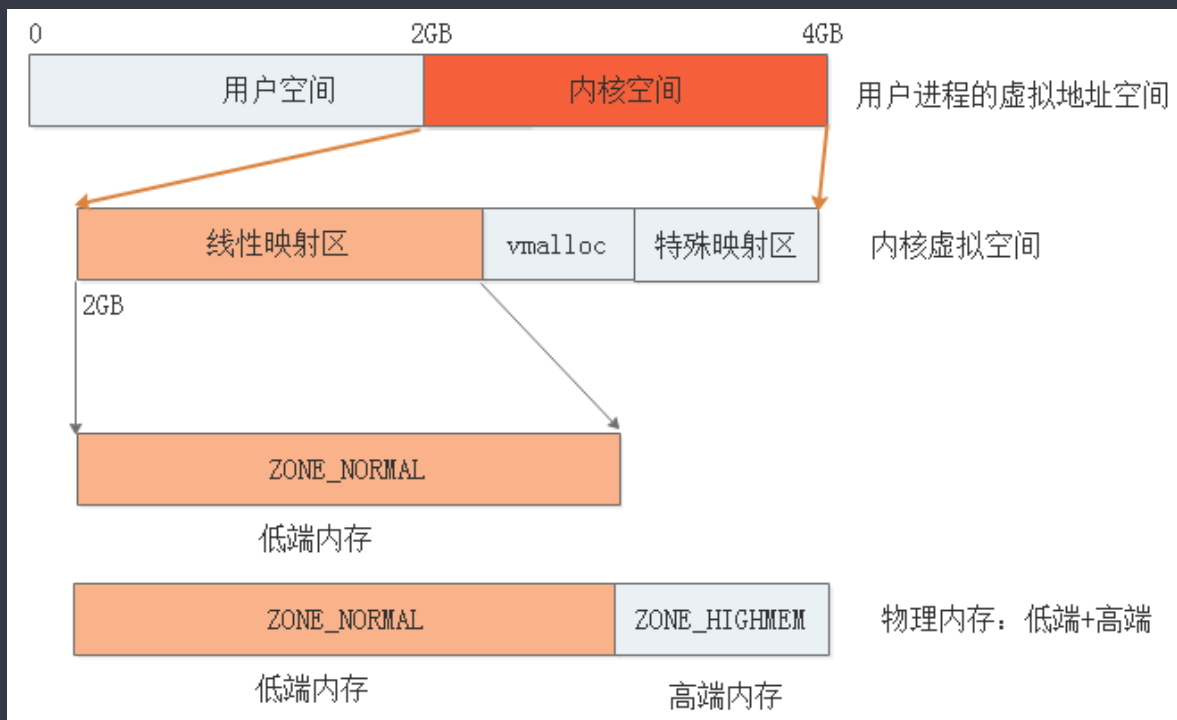 0 2GB 4GB
用户空间 内核空间 用户进程的虚拟地址空间
线性映射区 vmalloc 特殊映射区 内核虚拟空间
2GB
ZONE_NORMAL
低端内存
ZONE_NORMAL ZONE_HIGHMEM 物理内存：低端+高端
低端内存 高端内存